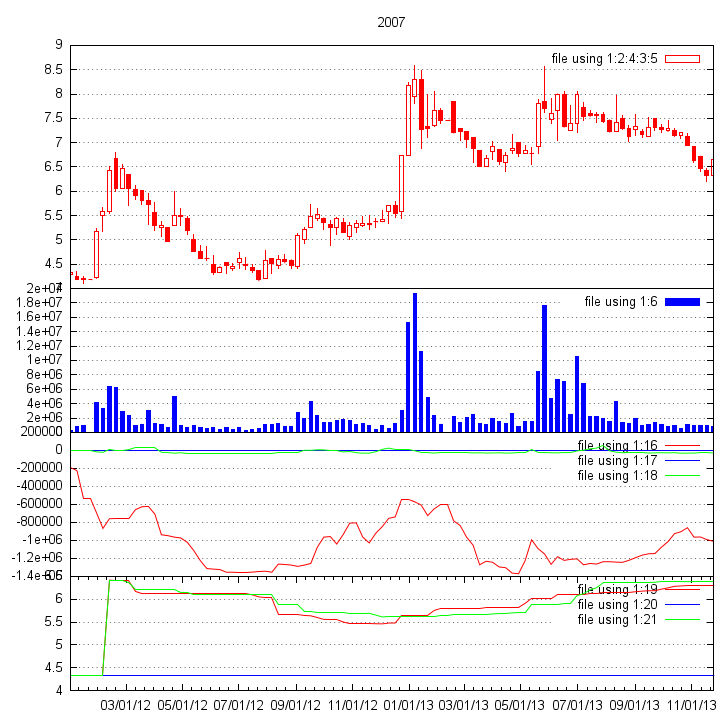 2007
9
file using 1:2:4:3:5
8.5
8
7.5
7
6.5
6
5.5
5
4.5
2e+07
file using 1:6
1.8e+07
1.6e+07
1.4e+07
1.2e+07
1e+07
8e+06
6e+06
4e+06
2e+06
200000
file using 1:16
0
file using 1:17
-200000
file using 1:18
-400000
-600000
-800000
-1e+06
-1.2e+06
-1.4e+06
file using 1:19
6
file using 1:20
file using 1:21
5.5
5
4.5
4
03/01/12 05/01/12 07/01/12 09/01/12 11/01/12 01/01/13 03/01/13 05/01/13 07/01/13 09/01/13 11/01/13